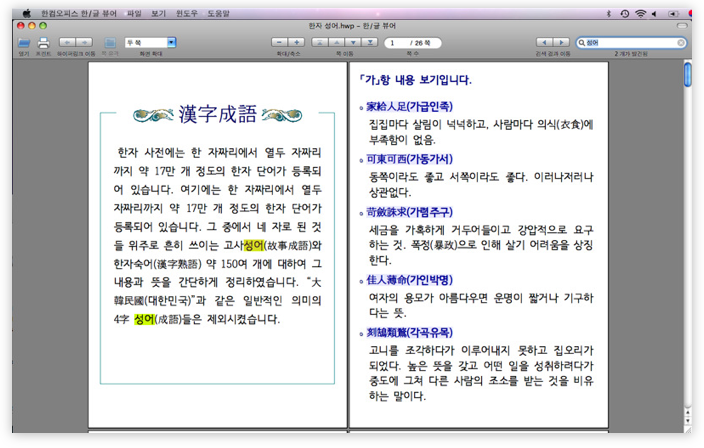 한컴오피스 한/글 뷰어 파일 보기 윈도우 도움말
한자 성어.hwp – 한/글 뷰어
두 쪽
1 / 26 쪽
성어
열기 프린트 하이퍼링크 이동 화면 확대 확대/축소 쪽 이동 쪽 수 검색 결과 이동 2 개가 발견됨
漢字成語
한자 사전에는 한 자짜리에서 열두 자짜리
까지 약 17만 개 정도의 한자 단어가 등록되
어 있습니다. 여기에는 한 자짜리에서 열두
자짜리까지 약 17만 개 정도의 한자 단어가
등록되어 있습니다. 그 중에서 네 자로 된 것
들 위주로 흔히 쓰이는 고사성어(故事成語)와
한자숙어(漢字熟語) 약 150여 개에 대하여 그
내용과 뜻을 간단하게 정리하였습니다. “大
韓民國(대한민국)”과 같은 일반적인 의미의
4字 성어(成語)들은 제외시켰습니다.
「가」항 내용 보기입니다.
家給人足(가급인족)
집집마다 살림이 넉넉하고, 사람마다 의식(衣食)에
부족함이 없음.
可東可西(가동가서)
동쪽이라도 좋고 서쪽이라도 좋다. 이러나저러나
상관없다.
苛斂誅求(가렴주구)
세금을 가혹하게 거두어들이고 강압적으로 요구
하는 것. 폭정(暴政)으로 인해 살기 어려움을 상징
한다.
佳人薄命(가인박명)
여자의 용모가 아름다우면 운명이 짧거나 기구하
다는 뜻.
刻鵠類鶩(각곡유목)
고니를 조각하다가 이루어내지 못하고 집오리가
되었다. 높은 뜻을 갖고 어떤 일을 성취하려다가
중도에 그쳐 다른 사람의 조소를 받는 것을 비유
하는 말이다.